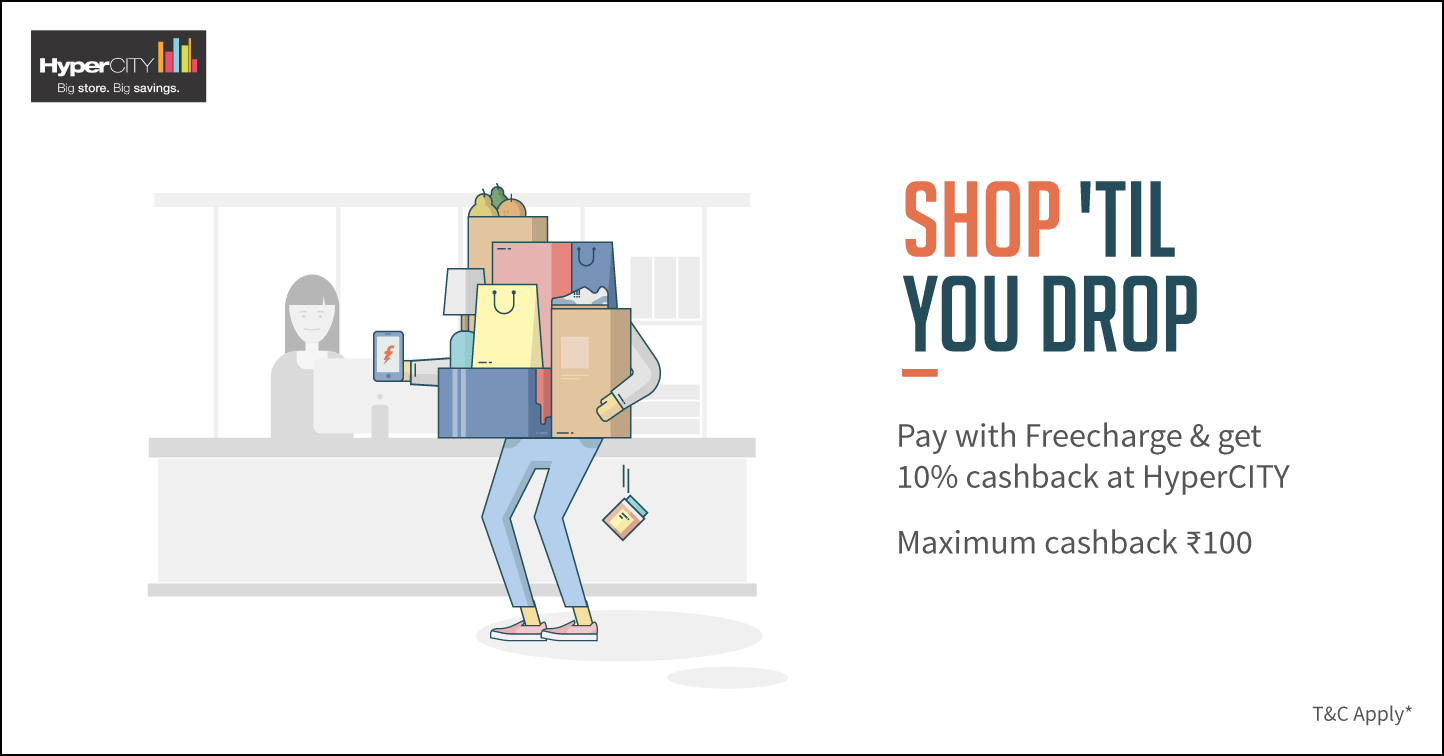 HyperCITY
Big store. Big savings.
SHOP 'TIL
YOU DROP
Pay with Freecharge & get
10% cashback at HyperCITY
Maximum cashback ₹100
T&C Apply*